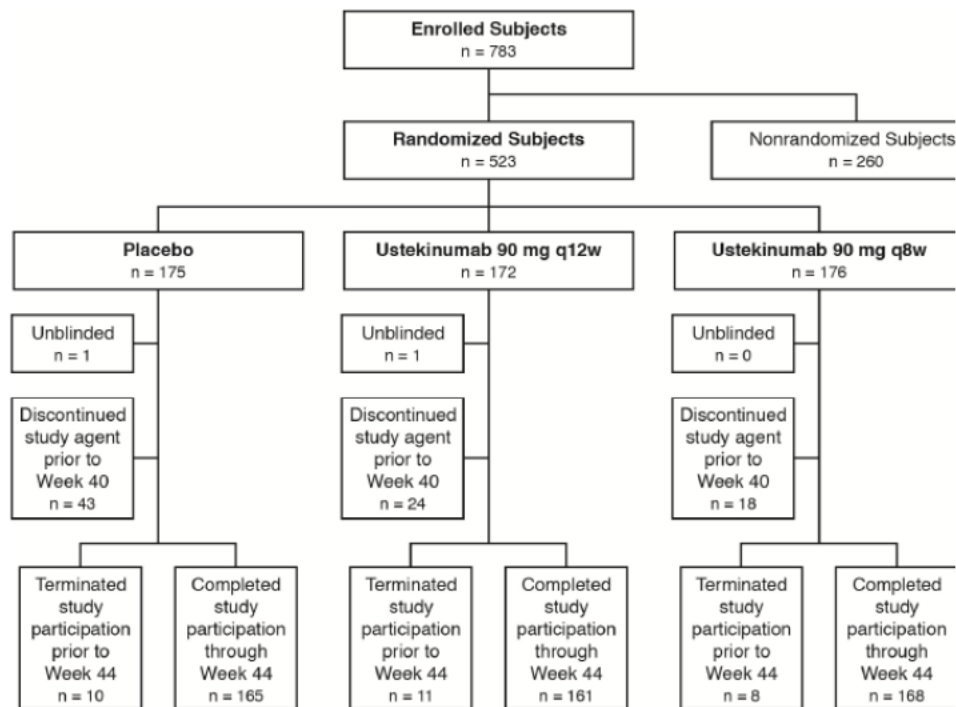 Enrolled Subjects
n = 783
Randomized Subjects
n = 523
Nonrandomized Subjects
n = 260
Placebo
n = 175
Ustekinumab 90 mg q12w
n = 172
Ustekinumab 90 mg q8w
n = 176
Unblinded
n = 1
Unblinded
n = 1
Unblinded
n = 0
Discontinued
study agent
prior to
Week 40
n = 43
Discontinued
study agent
prior to
Week 40
n = 24
Discontinued
study agent
prior to
Week 40
n = 18
Terminated
study
participation
prior to
Week 44
n = 10
Completed
study
participation
through
Week 44
n = 165
Terminated
study
participation
prior to
Week 44
n = 11
Completed
study
participation
through
Week 44
n = 161
Terminated
study
participation
prior to
Week 44
n = 8
Completed
study
participation
through
Week 44
n = 168